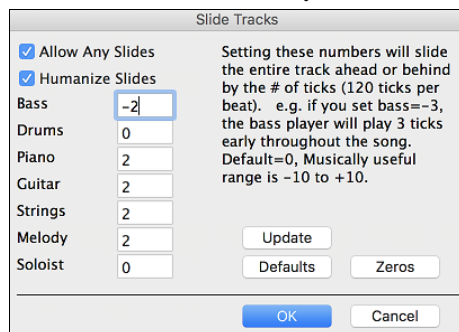 Slide Tracks
Allow Any Slides
Humanize Slides
Bass -2
Drums 0
Piano 2
Guitar 2
Strings 2
Melody 2
Soloist 0
Setting these numbers will slide
the entire track ahead or behind
by the # of ticks (120 ticks per
beat). e.g. if you set bass=-3,
the bass player will play 3 ticks
early throughout the song.
Default=0, Musically useful
range is -10 to +10.
Update
Defaults Zeros
OK Cancel